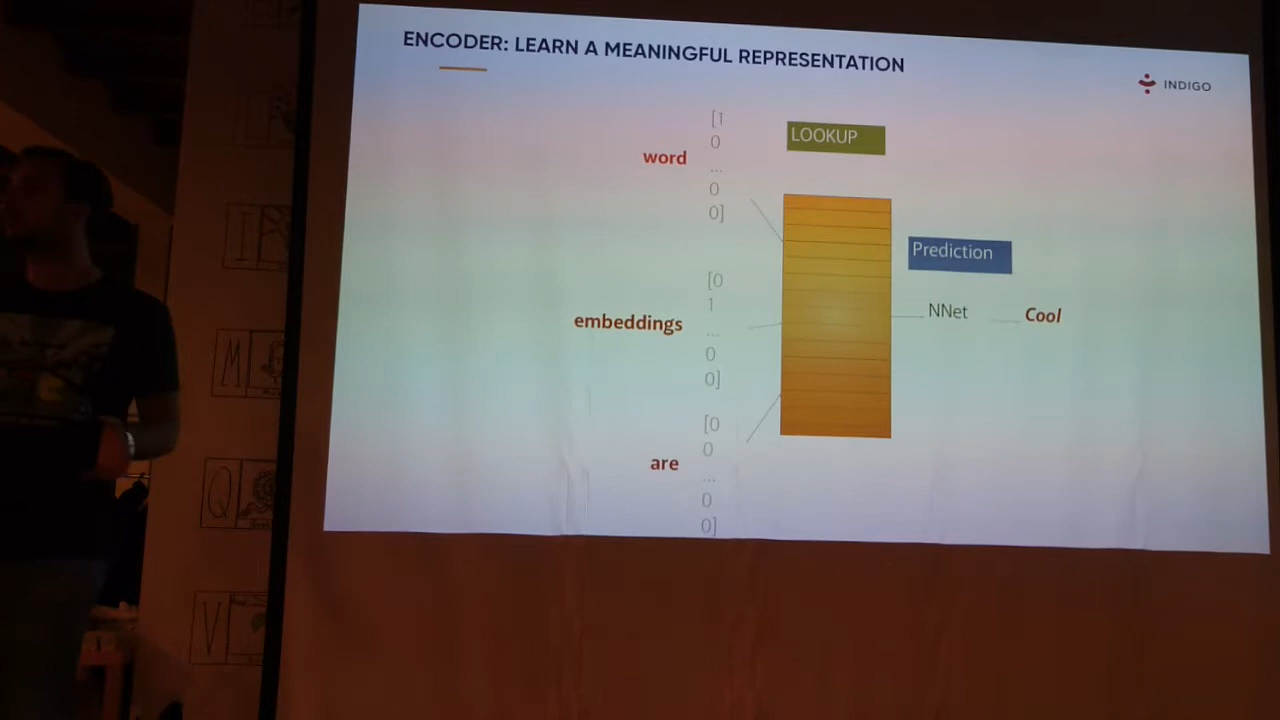 ENCODER: LEARN A MEANINGFUL REPRESENTATION
INDIGO
word
[1
0
...
0
0]
LOOKUP
Prediction
embeddings
[0
1
...
0
0]
NNet
Cool
are
[0
0
...
0
0]
I
M
Q
V